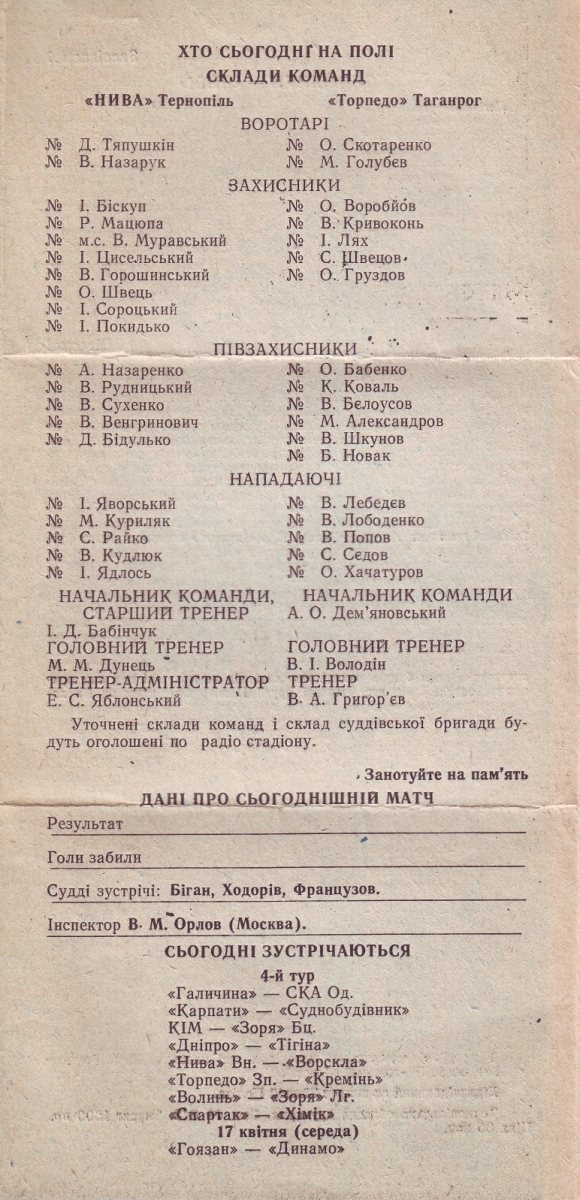 ХТО СЬОГОДНІ НА ПОЛІ
СКЛАДИ КОМАНД
«НИВА» Тернопіль «Торпедо» Таганрог
ВОРОТАРІ
№ Д. Тяпушкін № О. Скотаренко
№ В. Назарук № М. Голубєв
ЗАХИСНИКИ
№ І. Біскуп № О. Воробйов
№ Р. Мацюпа № В. Кривоконь
№ м.с. В. Муравський № І. Лях
№ І. Цисельський № С. Швецов
№ В. Горошинський № О. Груздов
№ О. Швець
№ І. Сороцький
№ І. Покидько
ПІВЗАХИСНИКИ
№ А. Назаренко № О. Бабенко
№ В. Рудницький № К. Коваль
№ В. Сухенко № В. Бєлоусов
№ В. Венгринович № М. Александров
№ Д. Бідулько № В. Шкунов
№ Б. Новак
НАПАДАЮЧІ
№ І. Яворський № В. Лебедєв
№ М. Куриляк № В. Лободенко
№ С. Райко № В. Попов
№ В. Кудлюк № С. Сєдов
№ І. Ядлось № О. Хачатуров
НАЧАЛЬНИК КОМАНДИ, НАЧАЛЬНИК КОМАНДИ
СТАРШИЙ ТРЕНЕР А. О. Дем'яновський
І. Д. Бабінчук
ГОЛОВНИЙ ТРЕНЕР ГОЛОВНИЙ ТРЕНЕР
М. М. Дунець В. І. Володін
ТРЕНЕР-АДМІНІСТРАТОР ТРЕНЕР
Е. С. Яблонський В. А. Григор'єв
Уточнені склади команд і склад суддівської бригади бу-
дуть оголошені по радіо стадіону.
Занотуйте на пам'ять
ДАНІ ПРО СЬОГОДНІШНІЙ МАТЧ
Результат
Голи забили
Судді зустрічі: Біган, Ходорів, Французов.
Інспектор В. М. Орлов (Москва).
СЬОГОДНІ ЗУСТРІЧАЮТЬСЯ
4-й тур
«Галичина» — СКА Од.
«Карпати» — «Суднобудівник»
КІМ — «Зоря» Бц.
«Дніпро» — «Тігіна»
«Нива» Вн. — «Ворскла»
«Торпедо» Зп. — «Кремінь»
«Волинь» — «Зоря» Лг.
«Спартак» — «Хімік»
17 квітня (середа)
«Гоязан» — «Динамо»